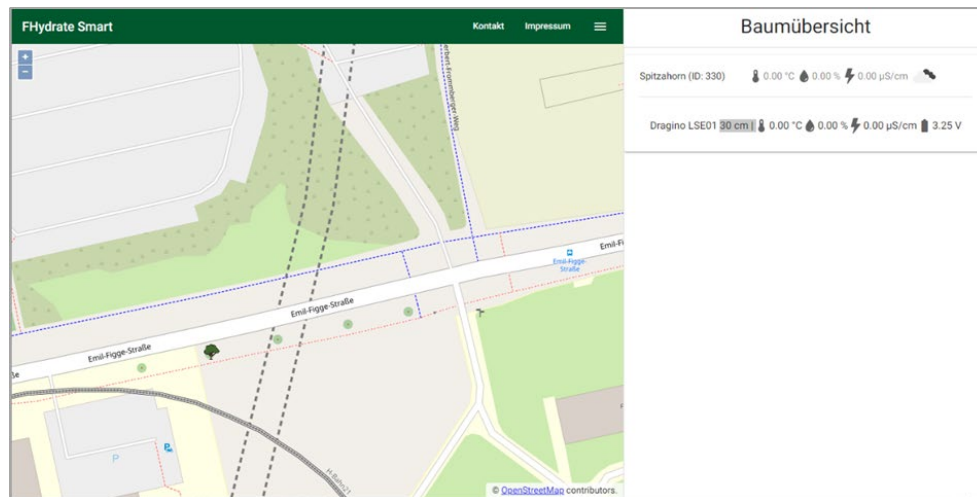 FHydrate Smart
Kontakt
Impressum
Baumübersicht
Spitzahorn (ID: 330) 0.00 °C 0.00 % 0.00 µS/cm
Dragino LSE01 30 cm | 0.00 °C 0.00 % 0.00 µS/cm 3.25 V
+
−
Emil-Figge-Straße
Emil-Figge-
Straße
Emil-Figge-Straße
Emil-Figge-Straße
P
H-Bahn21
© OpenStreetMap contributors.